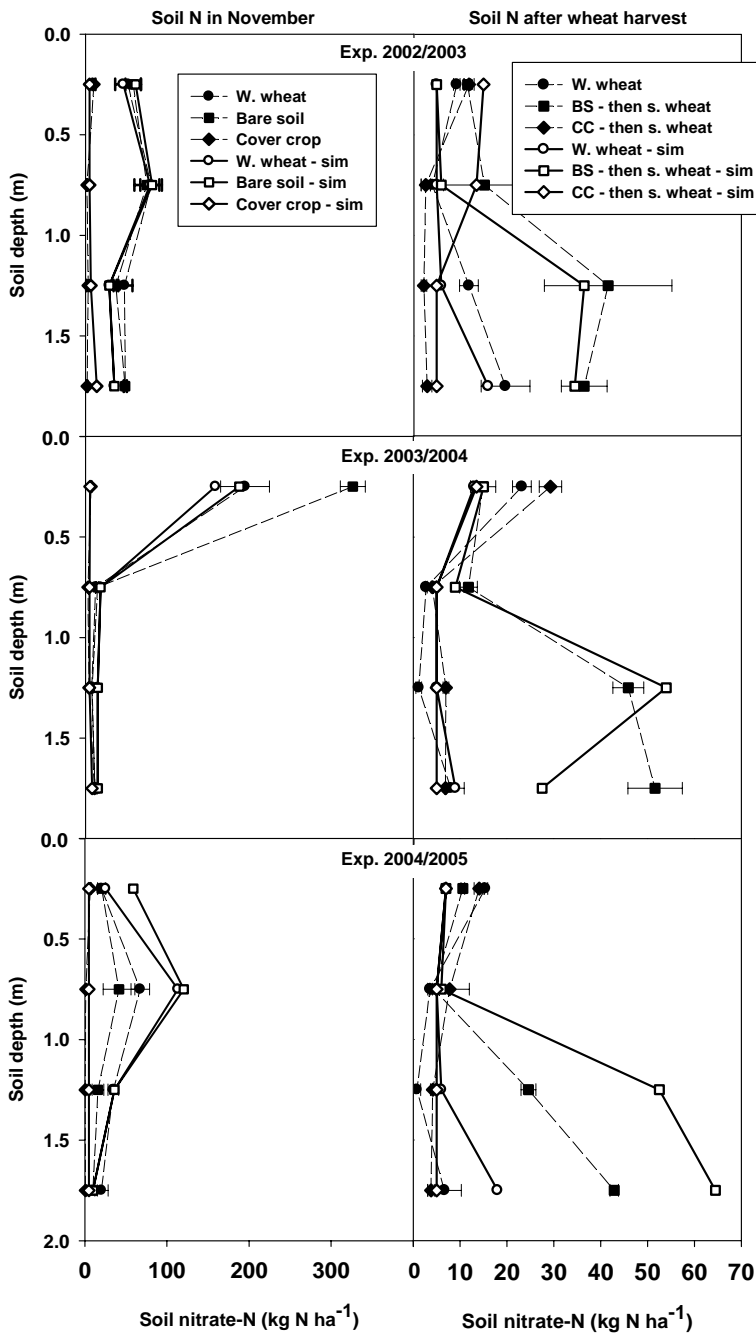 Soil N in November
Soil N after wheat harvest
0.0
Exp. 2002/2003
W. wheat
Bare soil
Cover crop
W. wheat - sim
Bare soil - sim
Cover crop - sim
W. wheat
BS - then s. wheat
CC - then s. wheat
W. wheat - sim
BS - then s. wheat - sim
CC - then s. wheat - sim
0.5
1.0
1.5
Soil depth (m)
0.0
Exp. 2003/2004
0.5
1.0
1.5
Soil depth (m)
0.0
Exp. 2004/2005
0.5
1.0
1.5
2.0
Soil depth (m)
0 100 200 300
0 10 20 30 40 50 60 70
Soil nitrate-N (kg N ha⁻¹)
Soil nitrate-N (kg N ha⁻¹)